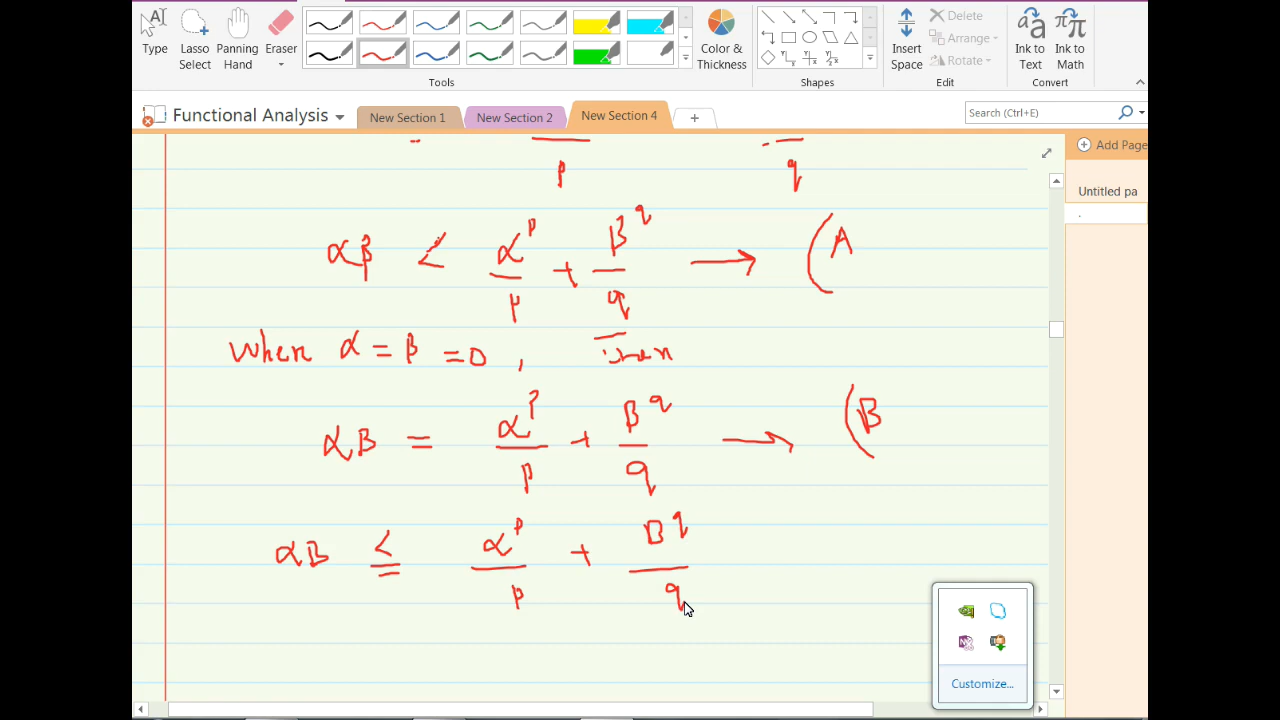 Type Lasso Select Panning Hand Eraser Color & Thickness Insert Space Delete Arrange Rotate Ink to Text Ink to Math
Tools Shapes Edit Convert
Functional Analysis New Section 1 New Section 2 New Section 4 + Search (Ctrl+E)
Add Page
Untitled pa
.
p q
αβ < α^p/p + β^q/q → (A
When α = β = 0, then
αB = α^p/p + B^q/q → (B
αB ≤ α^p/p + B^q/q
Customize...